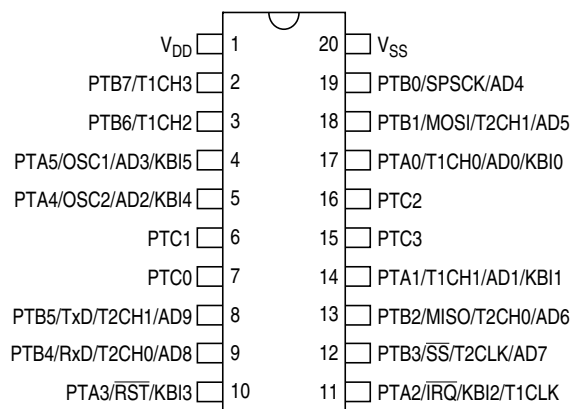 V_DD 1 20 V_SS
PTB7/T1CH3 2 19 PTB0/SPSCK/AD4
PTB6/T1CH2 3 18 PTB1/MOSI/T2CH1/AD5
PTA5/OSC1/AD3/KBI5 4 17 PTA0/T1CH0/AD0/KBI0
PTA4/OSC2/AD2/KBI4 5 16 PTC2
PTC1 6 15 PTC3
PTC0 7 14 PTA1/T1CH1/AD1/KBI1
PTB5/TxD/T2CH1/AD9 8 13 PTB2/MISO/T2CH0/AD6
PTB4/RxD/T2CH0/AD8 9 12 PTB3/S̅S̅/T2CLK/AD7
PTA3/R̅S̅T̅/KBI3 10 11 PTA2/I̅R̅Q̅/KBI2/T1CLK